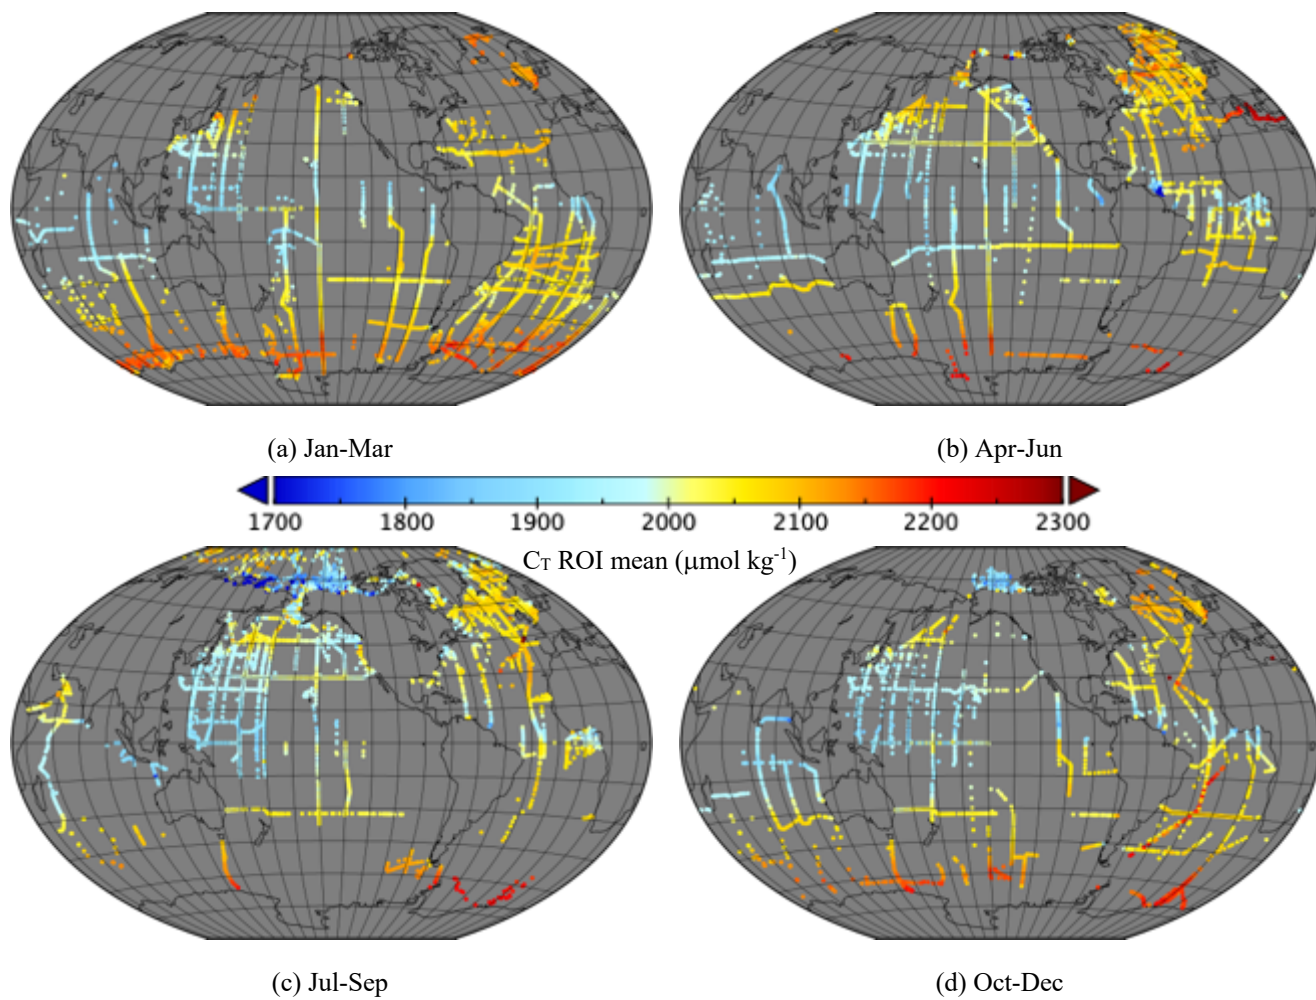 (a) Jan-Mar
(b) Apr-Jun
1700 1800 1900 2000 2100 2200 2300
C_T ROI mean (μmol kg⁻¹)
(c) Jul-Sep
(d) Oct-Dec